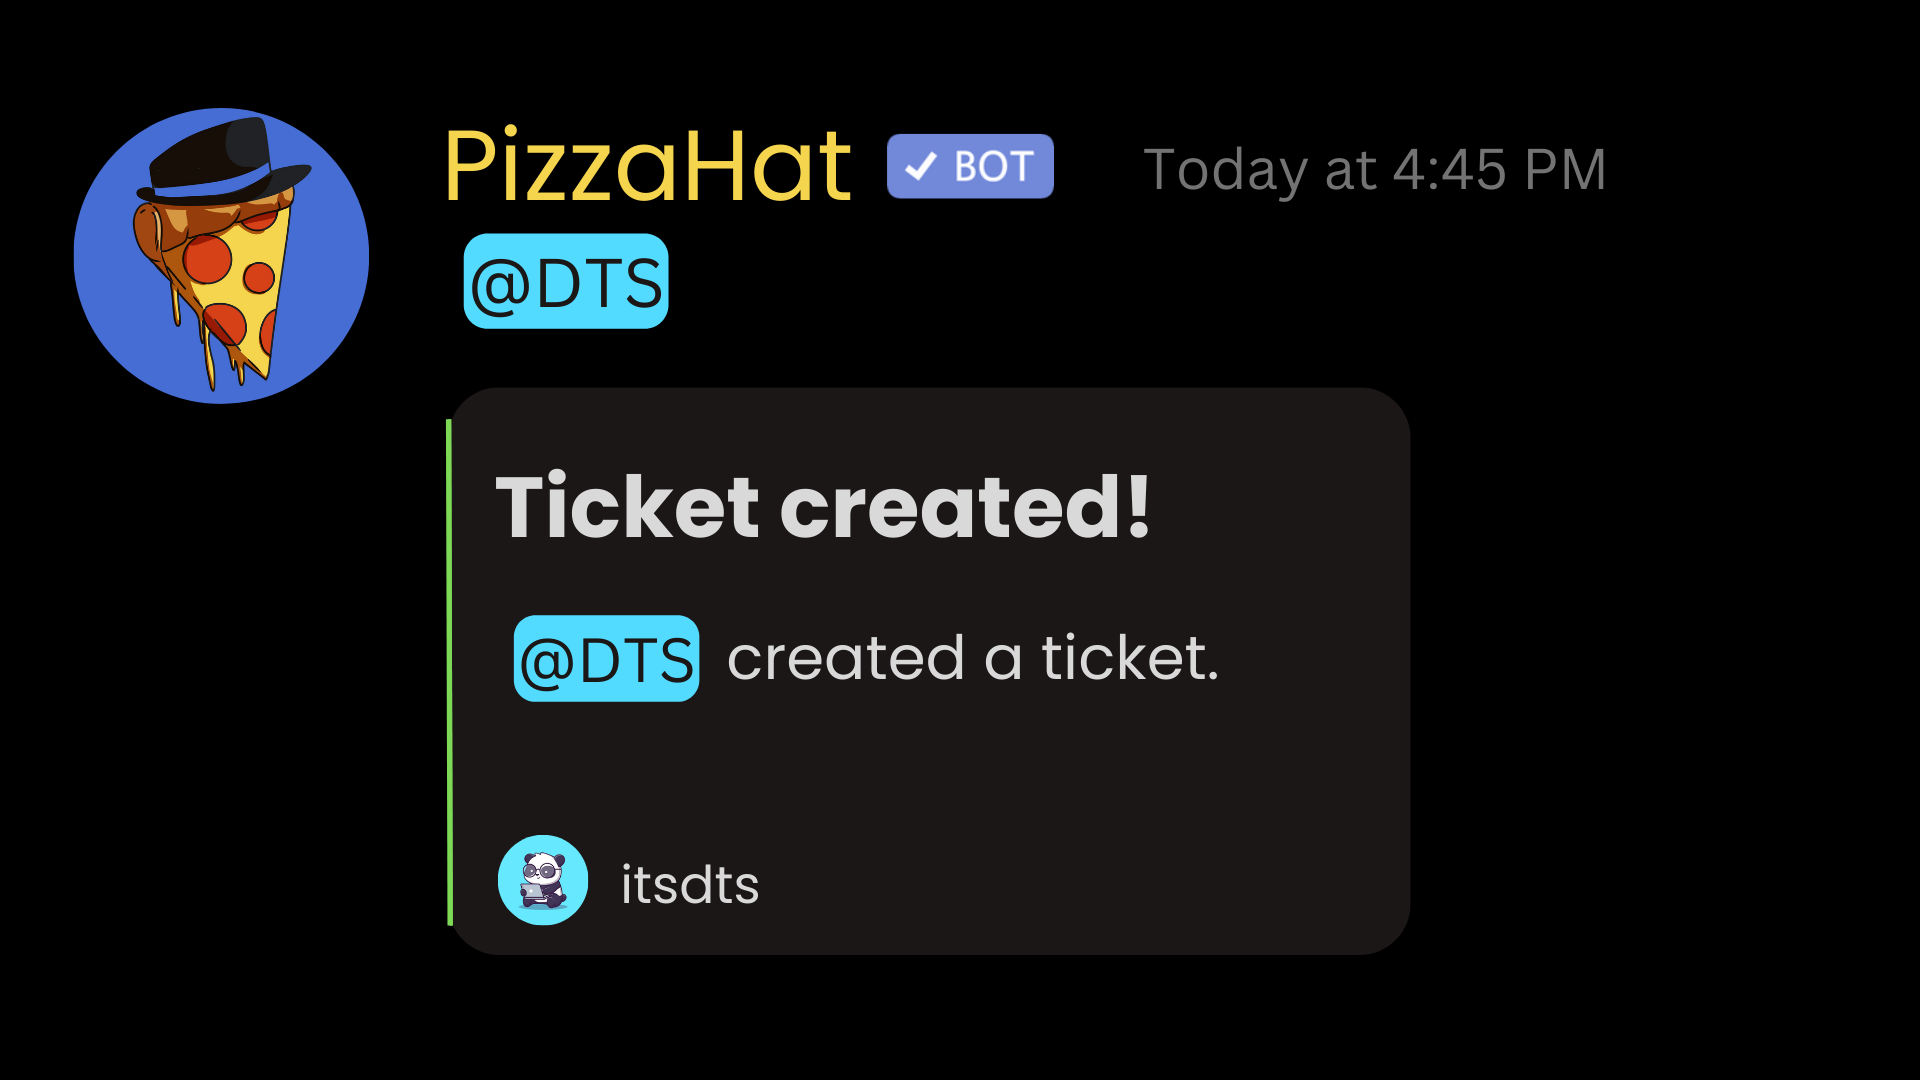 PizzaHat ✓ BOT Today at 4:45 PM
@DTS
Ticket created!
@DTS created a ticket.
itsdts